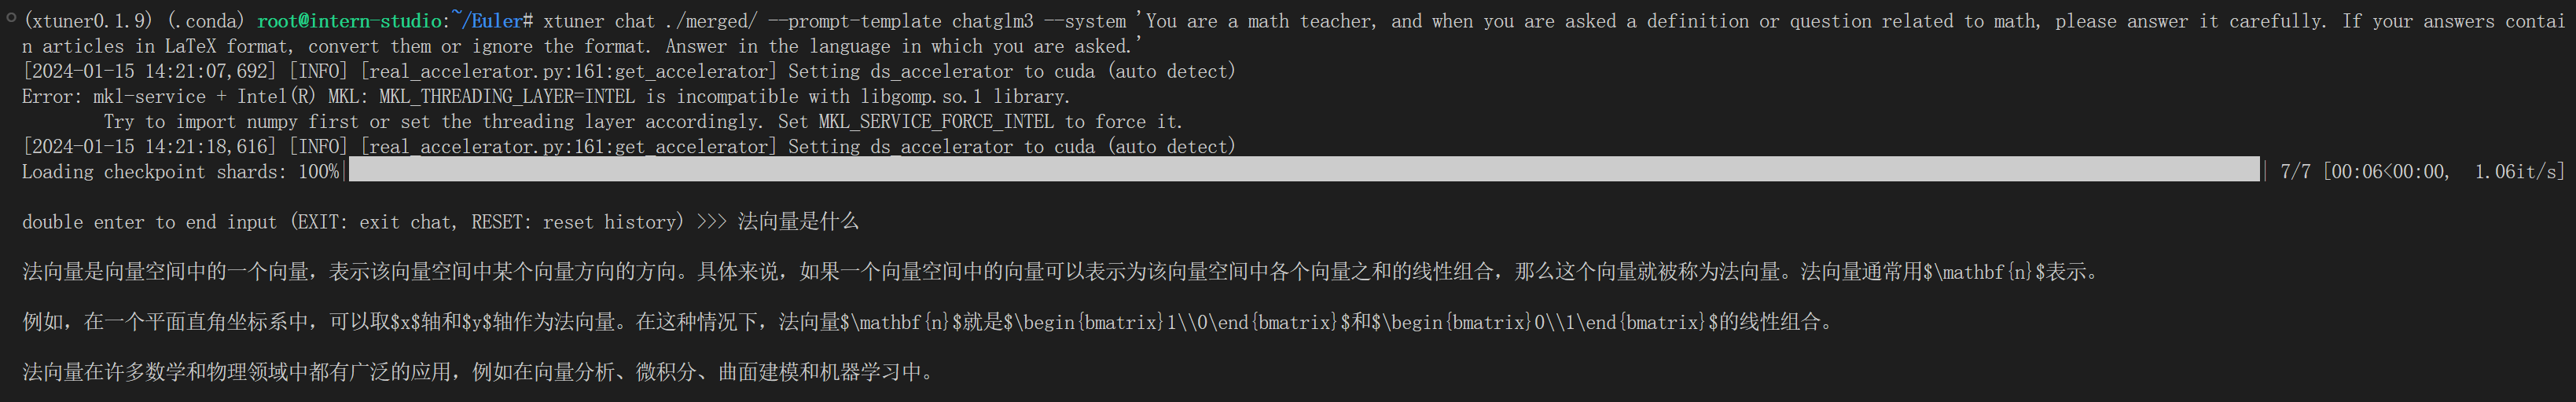 (xtuner0.1.9) (.conda) root@intern-studio:~/Euler# xtuner chat ./merged/ --prompt-template chatglm3 --system 'You are a math teacher, and when you are asked a definition or question related to math, please answer it carefully. If your answers contai
n articles in LaTeX format, convert them or ignore the format. Answer in the language in which you are asked.'
[2024-01-15 14:21:07,692] [INFO] [real_accelerator.py:161:get_accelerator] Setting ds_accelerator to cuda (auto detect)
Error: mkl-service + Intel(R) MKL: MKL_THREADING_LAYER=INTEL is incompatible with libgomp.so.1 library.
        Try to import numpy first or set the threading layer accordingly. Set MKL_SERVICE_FORCE_INTEL to force it.
[2024-01-15 14:21:18,616] [INFO] [real_accelerator.py:161:get_accelerator] Setting ds_accelerator to cuda (auto detect)
Loading checkpoint shards: 100%| | 7/7 [00:06<00:00,  1.06it/s]
double enter to end input (EXIT: exit chat, RESET: reset history) >>> 法向量是什么
法向量是向量空间中的一个向量，表示该向量空间中某个向量方向的方向。具体来说，如果一个向量空间中的向量可以表示为该向量空间中各个向量之和的线性组合，那么这个向量就被称为法向量。法向量通常用$\mathbf{n}$表示。
例如，在一个平面直角坐标系中，可以取$x$轴和$y$轴作为法向量。在这种情况下，法向量$\mathbf{n}$就是$\begin{bmatrix}1\\0\end{bmatrix}$和$\begin{bmatrix}0\\1\end{bmatrix}$的线性组合。
法向量在许多数学和物理领域中都有广泛的应用，例如在向量分析、微积分、曲面建模和机器学习中。